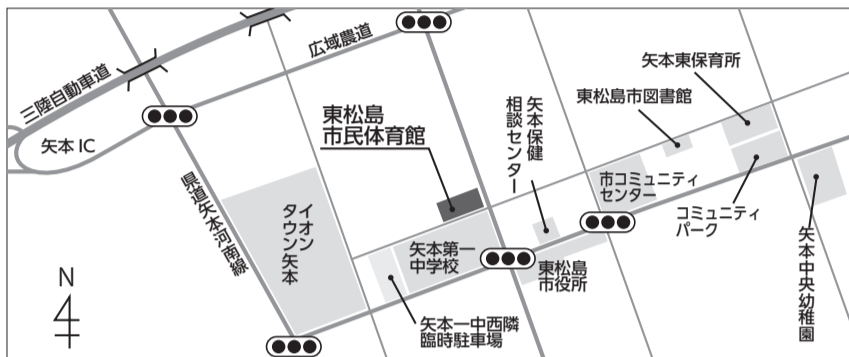 三陸自動車道
広域農道
矢本IC
県道矢本河南線
イオン
タウン矢本
東松島
市民体育館
矢本第一
中学校
矢本一中西隣
臨時駐車場
矢本保健
相談センター
東松島
市役所
市コミュニティ
センター
東松島市図書館
矢本東保育所
コミュニティ
パーク
矢本中央幼稚園
N